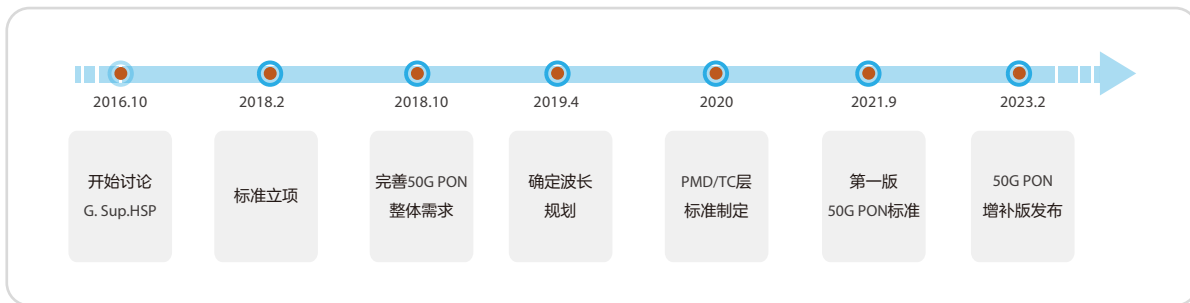 2016.10
2018.2
2018.10
2019.4
2020
2021.9
2023.2
开始讨论
G. Sup.HSP
标准立项
完善50G PON
整体需求
确定波长
规划
PMD/TC层
标准制定
第一版
50G PON标准
50G PON
增补版发布